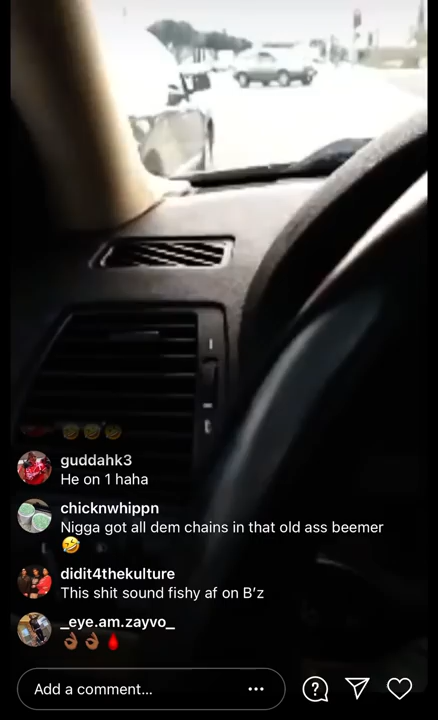 🤣🤣🤣
guddahk3
He on 1 haha
chicknwhippn
Nigga got all dem chains in that old ass beemer
🤣
didit4thekulture
This shit sound fishy af on B'z
_eye.am.zayvo_
👌🏾👌🏾🩸
Add a comment...